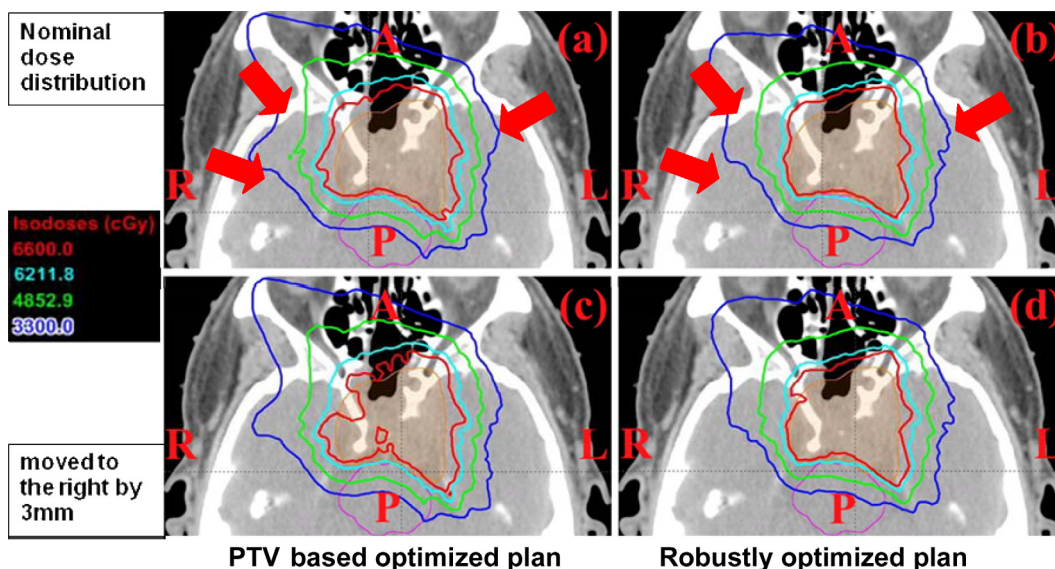 Nominal
dose
distribution
(a)
A
R
P
(b)
A
L
P
Isodoses (cGy)
6600.0
6211.8
4852.9
3300.0
(c)
A
R
P
(d)
A
L
P
moved to
the right by
3mm
PTV based optimized plan
Robustly optimized plan